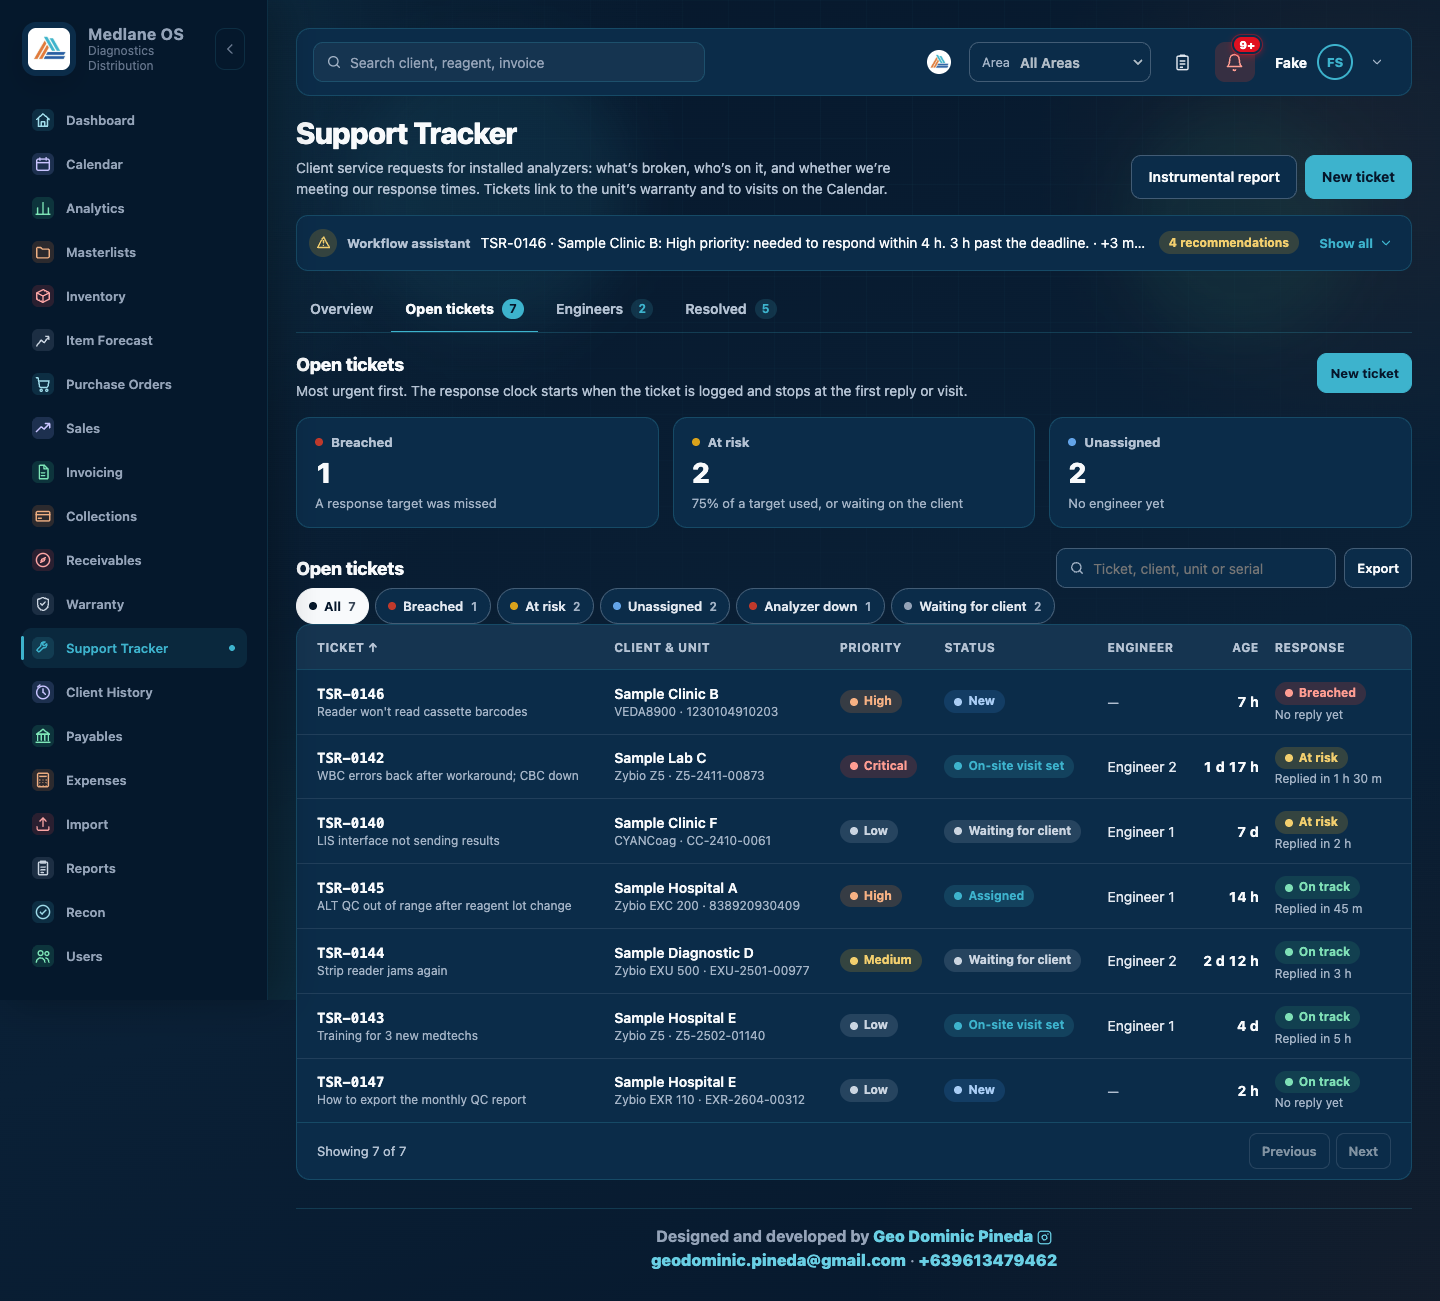 Medlane OS
Diagnostics
Distribution
Dashboard
Calendar
Analytics
Masterlists
Inventory
Item Forecast
Purchase Orders
Sales
Invoicing
Collections
Receivables
Warranty
Support Tracker
Client History
Payables
Expenses
Import
Reports
Recon
Users
Search client, reagent, invoice
Area All Areas
9+
Fake FS
Support Tracker
Client service requests for installed analyzers: what's broken, who's on it, and whether we're
meeting our response times. Tickets link to the unit's warranty and to visits on the Calendar.
Instrumental report
New ticket
Workflow assistant TSR-0146 · Sample Clinic B: High priority: needed to respond within 4 h. 3 h past the deadline. · +3 m... 4 recommendations Show all
Overview Open tickets 7 Engineers 2 Resolved 5
Open tickets
Most urgent first. The response clock starts when the ticket is logged and stops at the first reply or visit.
New ticket
Breached
1
A response target was missed
At risk
2
75% of a target used, or waiting on the client
Unassigned
2
No engineer yet
Open tickets
Ticket, client, unit or serial
Export
All 7 Breached 1 At risk 2 Unassigned 2 Analyzer down 1 Waiting for client 2
TICKET ↑ CLIENT & UNIT PRIORITY STATUS ENGINEER AGE RESPONSE
TSR-0146 Sample Clinic B High New — 7 h Breached
Reader won't read cassette barcodes VEDA8900 · 1230104910203 No reply yet
TSR-0142 Sample Lab C Critical On-site visit set Engineer 2 1 d 17 h At risk
WBC errors back after workaround; CBC down Zybio Z5 · Z5-2411-00873 Replied in 1 h 30 m
TSR-0140 Sample Clinic F Low Waiting for client Engineer 1 7 d At risk
LIS interface not sending results CYANCoag · CC-2410-0061 Replied in 2 h
TSR-0145 Sample Hospital A High Assigned Engineer 1 14 h On track
ALT QC out of range after reagent lot change Zybio EXC 200 · 838920930409 Replied in 45 m
TSR-0144 Sample Diagnostic D Medium Waiting for client Engineer 2 2 d 12 h On track
Strip reader jams again Zybio EXU 500 · EXU-2501-00977 Replied in 3 h
TSR-0143 Sample Hospital E Low On-site visit set Engineer 1 4 d On track
Training for 3 new medtechs Zybio Z5 · Z5-2502-01140 Replied in 5 h
TSR-0147 Sample Hospital E Low New — 2 h On track
How to export the monthly QC report Zybio EXR 110 · EXR-2604-00312 No reply yet
Showing 7 of 7
Previous Next
Designed and developed by Geo Dominic Pineda
geodominic.pineda@gmail.com · +639613479462